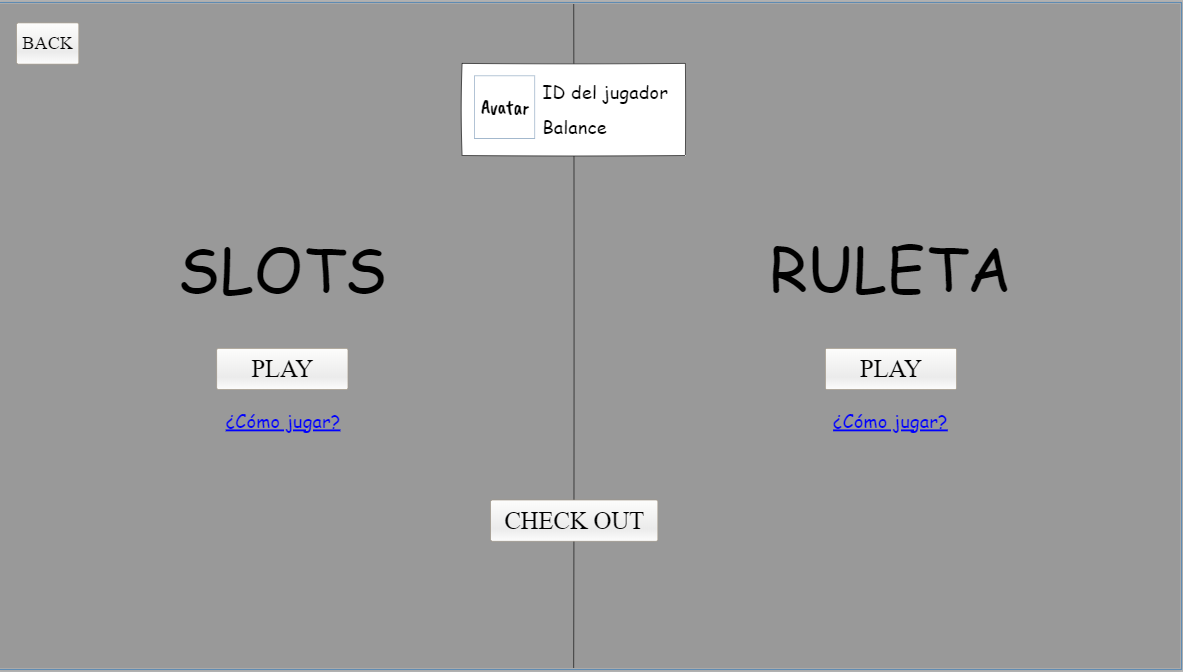 BACK
Avatar
ID del jugador
Balance
SLOTS
RULETA
PLAY
PLAY
¿Cómo jugar?
¿Cómo jugar?
CHECK OUT